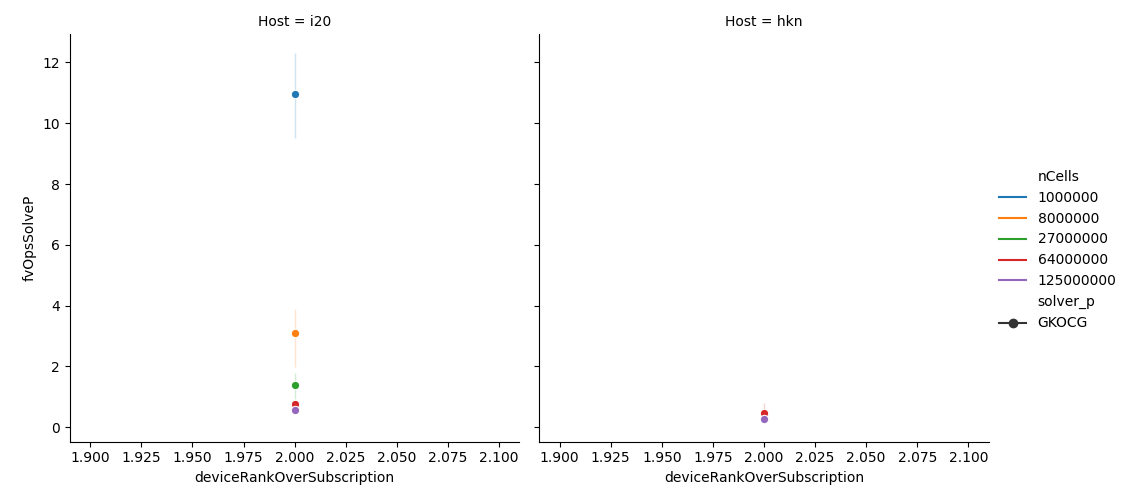 Host = i20
Host = hkn
12
10
8
6
4
2
0
fvOpsSolveP
1.900 1.925 1.950 1.975 2.000 2.025 2.050 2.075 2.100
1.900 1.925 1.950 1.975 2.000 2.025 2.050 2.075 2.100
deviceRankOverSubscription
deviceRankOverSubscription
nCells
1000000
8000000
27000000
64000000
125000000
solver_p
GKOCG